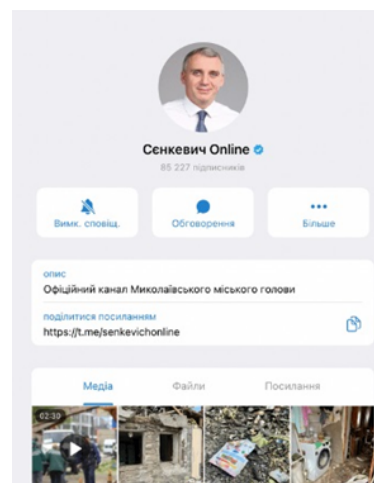 Сєнкевич Online
85 227 підписників
Вимк. сповіщ.
Обговорення
Більше
опис
Офіційний канал Миколаївського міського голови
поділитися посиланням
https://t.me/senkevichonline
Медіа
Файли
Посилання
02:30